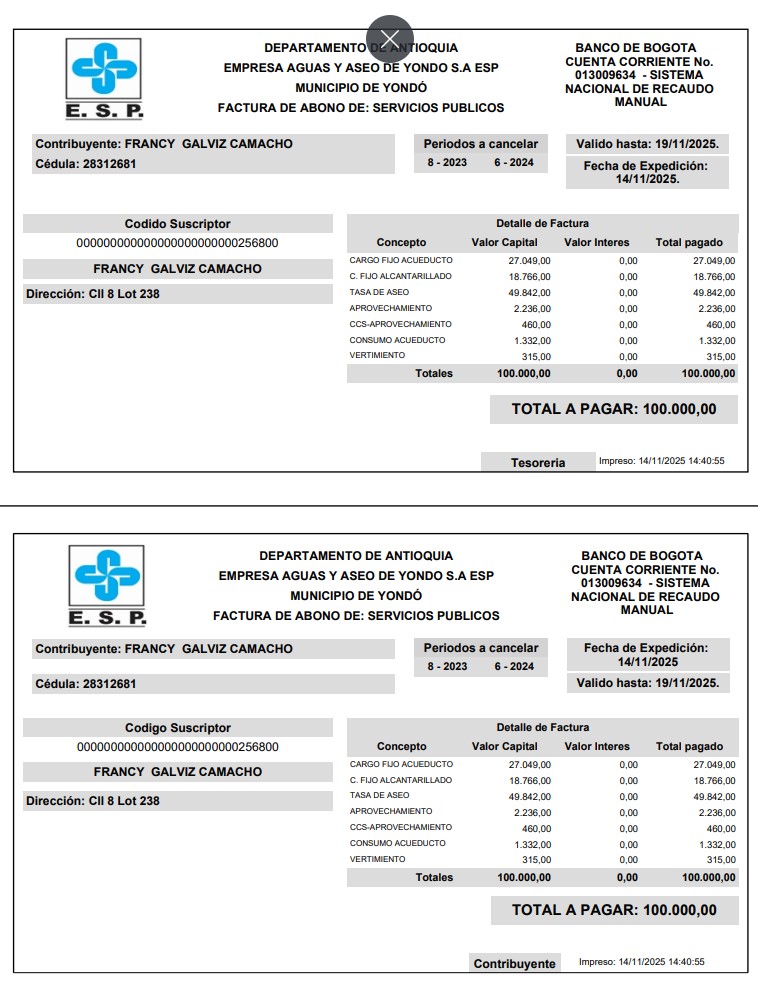 DEPARTAMENTO DE ANTIOQUIA
EMPRESA AGUAS Y ASEO DE YONDO S.A ESP
MUNICIPIO DE YONDÓ
FACTURA DE ABONO DE: SERVICIOS PUBLICOS
BANCO DE BOGOTA
CUENTA CORRIENTE No.
013009634 - SISTEMA
NACIONAL DE RECAUDO
MANUAL
E. S. P.
Contribuyente: FRANCY GALVIZ CAMACHO
Cédula: 28312681
Periodos a cancelar
8 - 2023 6 - 2024
Valido hasta: 19/11/2025.
Fecha de Expedición:
14/11/2025.
Codido Suscriptor
0000000000000000000000000256800
FRANCY GALVIZ CAMACHO
Dirección: Cll 8 Lot 238
Detalle de Factura
Concepto Valor Capital Valor Interes Total pagado
CARGO FIJO ACUEDUCTO 27.049,00 0,00 27.049,00
C. FIJO ALCANTARILLADO 18.766,00 0,00 18.766,00
TASA DE ASEO 49.842,00 0,00 49.842,00
APROVECHAMIENTO 2.236,00 0,00 2.236,00
CCS-APROVECHAMIENTO 460,00 0,00 460,00
CONSUMO ACUEDUCTO 1.332,00 0,00 1.332,00
VERTIMIENTO 315,00 0,00 315,00
Totales 100.000,00 0,00 100.000,00
TOTAL A PAGAR: 100.000,00
Tesoreria Impreso: 14/11/2025 14:40:55
DEPARTAMENTO DE ANTIOQUIA
EMPRESA AGUAS Y ASEO DE YONDO S.A ESP
MUNICIPIO DE YONDÓ
FACTURA DE ABONO DE: SERVICIOS PUBLICOS
BANCO DE BOGOTA
CUENTA CORRIENTE No.
013009634 - SISTEMA
NACIONAL DE RECAUDO
MANUAL
E. S. P.
Contribuyente: FRANCY GALVIZ CAMACHO
Cédula: 28312681
Periodos a cancelar
8 - 2023 6 - 2024
Fecha de Expedición:
14/11/2025
Valido hasta: 19/11/2025.
Codigo Suscriptor
0000000000000000000000000256800
FRANCY GALVIZ CAMACHO
Dirección: Cll 8 Lot 238
Detalle de Factura
Concepto Valor Capital Valor Interes Total pagado
CARGO FIJO ACUEDUCTO 27.049,00 0,00 27.049,00
C. FIJO ALCANTARILLADO 18.766,00 0,00 18.766,00
TASA DE ASEO 49.842,00 0,00 49.842,00
APROVECHAMIENTO 2.236,00 0,00 2.236,00
CCS-APROVECHAMIENTO 460,00 0,00 460,00
CONSUMO ACUEDUCTO 1.332,00 0,00 1.332,00
VERTIMIENTO 315,00 0,00 315,00
Totales 100.000,00 0,00 100.000,00
TOTAL A PAGAR: 100.000,00
Contribuyente Impreso: 14/11/2025 14:40:55